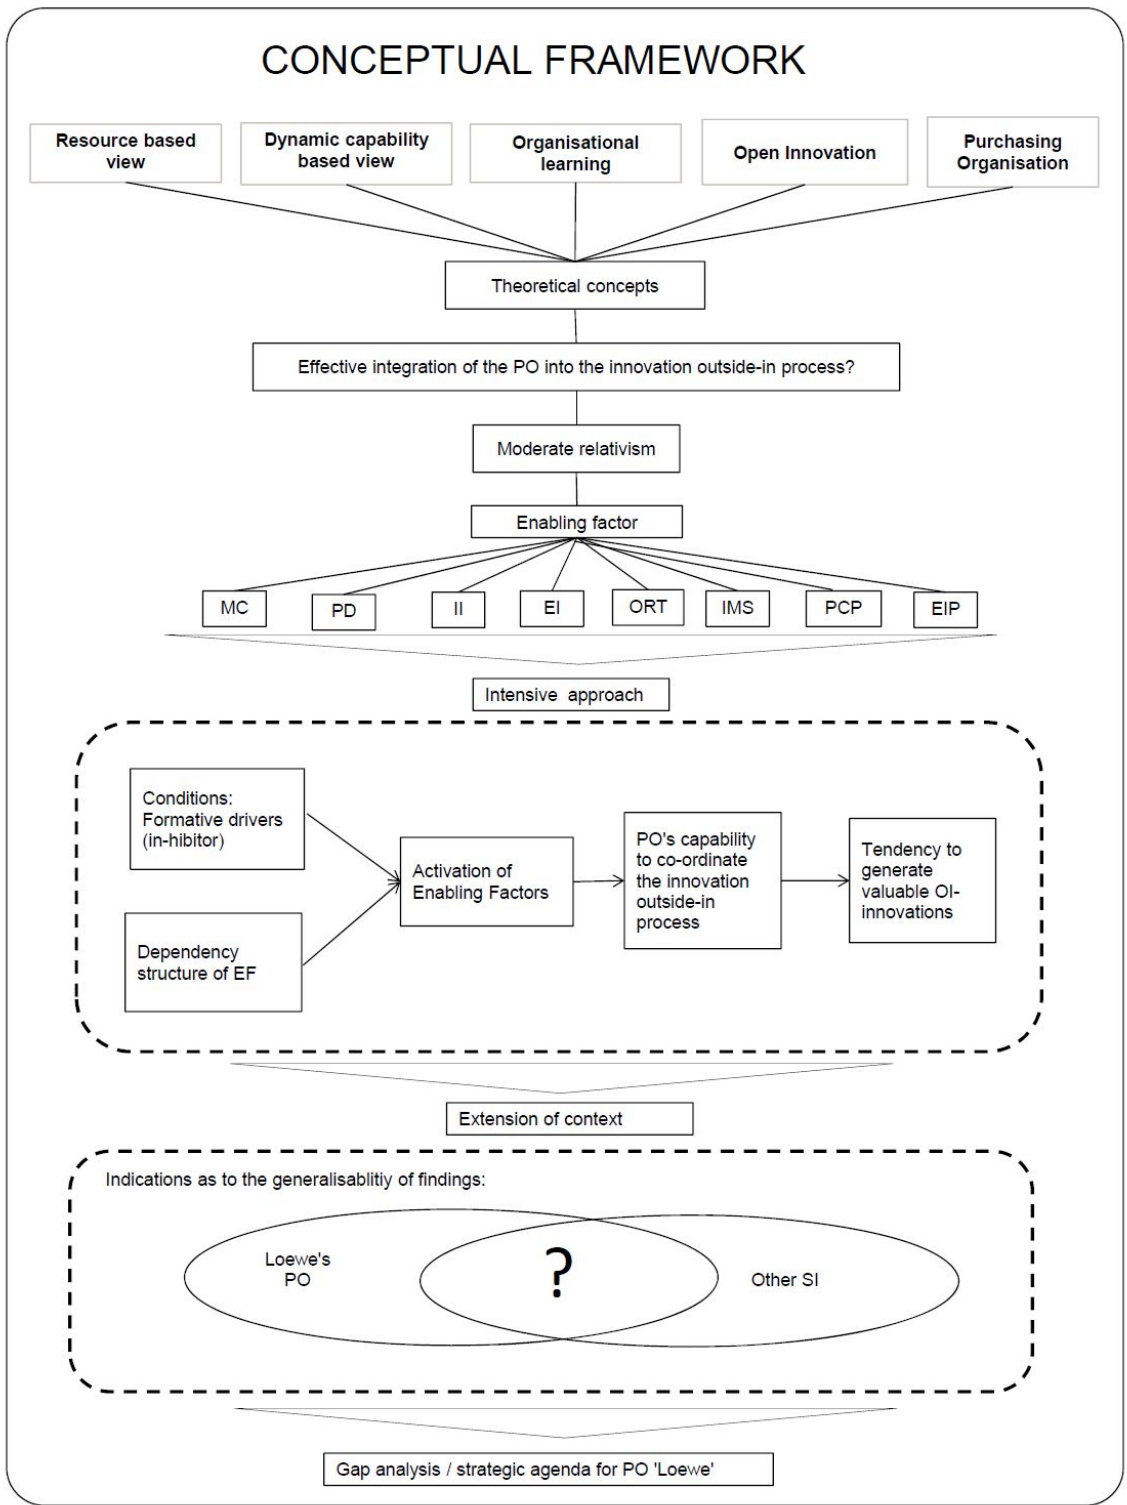 CONCEPTUAL FRAMEWORK
Resource based
view
Dynamic capability
based view
Organisational
learning
Open Innovation
Purchasing
Organisation
Theoretical concepts
Effective integration of the PO into the innovation outside-in process?
Moderate relativism
Enabling factor
MC
PD
II
EI
ORT
IMS
PCP
EIP
Intensive approach
Conditions:
Formative drivers
(in-hibitor)
Dependency
structure of EF
Activation of
Enabling Factors
PO's capability
to co-ordinate
the innovation
outside-in
process
Tendency to
generate
valuable OI-
innovations
Extension of context
Indications as to the generalisablitiy of findings:
Loewe's
PO
?
Other SI
Gap analysis / strategic agenda for PO 'Loewe'